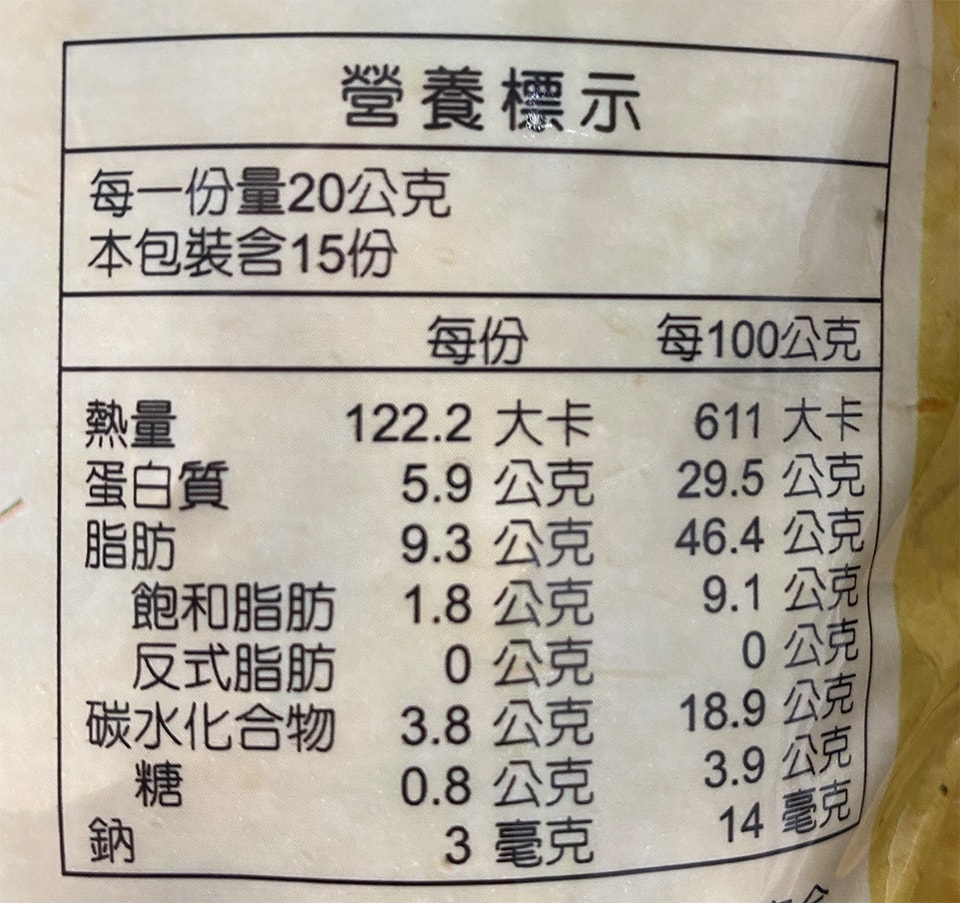 營養標示
每一份量20公克
本包裝含15份
每份 每100公克
熱量 122.2 大卡 611 大卡
蛋白質 5.9 公克 29.5 公克
脂肪 9.3 公克 46.4 公克
飽和脂肪 1.8 公克 9.1 公克
反式脂肪 0 公克 0 公克
碳水化合物 3.8 公克 18.9 公克
糖 0.8 公克 3.9 公克
鈉 3 毫克 14 毫克